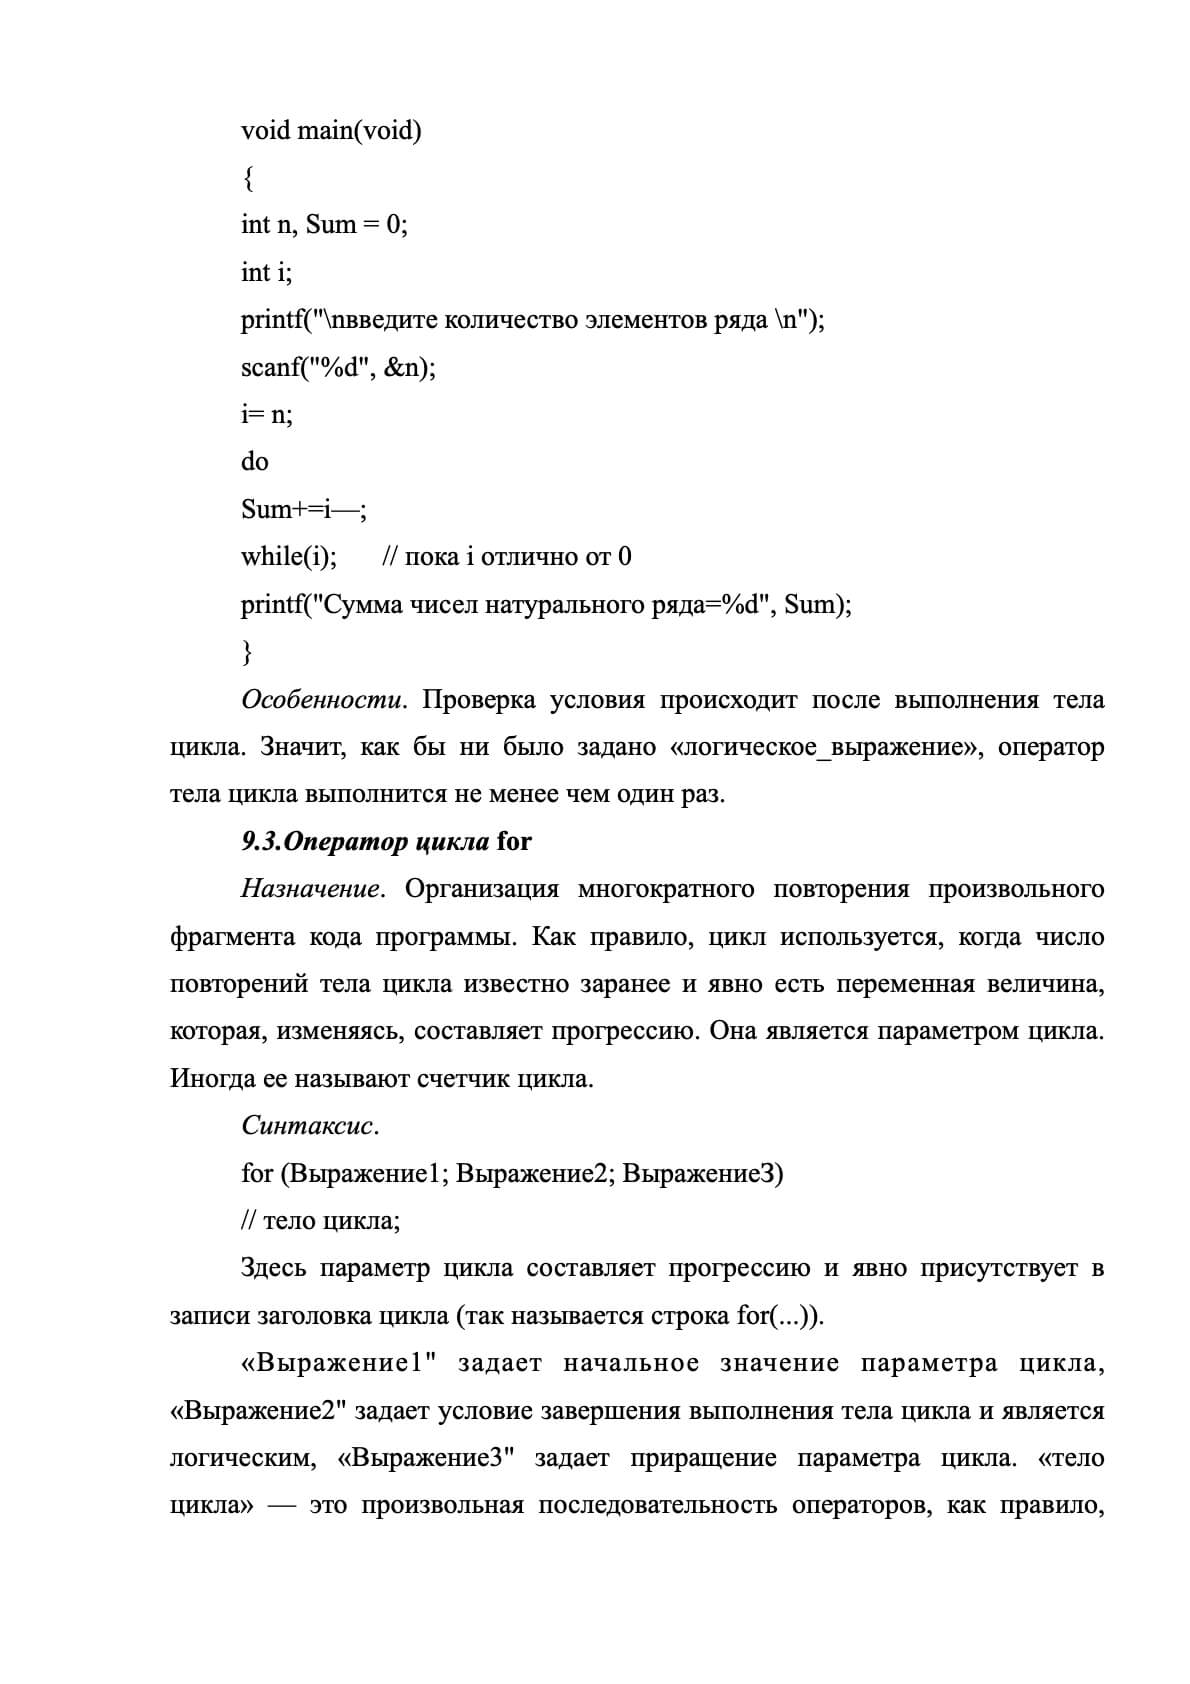 void main(void)
{
int n, Sum = 0;
int i;
printf("\nвведите количество элементов ряда \n");
scanf("%d", &n);
i= n;
do
Sum+=i—;
while(i); // пока i отлично от 0
printf("Сумма чисел натурального ряда=%d", Sum);
}
Особенности. Проверка условия происходит после выполнения тела
цикла. Значит, как бы ни было задано «логическое_выражение», оператор
тела цикла выполнится не менее чем один раз.
9.3.Оператор цикла for
Назначение. Организация многократного повторения произвольного
фрагмента кода программы. Как правило, цикл используется, когда число
повторений тела цикла известно заранее и явно есть переменная величина,
которая, изменяясь, составляет прогрессию. Она является параметром цикла.
Иногда ее называют счетчик цикла.
Синтаксис.
for (Выражение1; Выражение2; Выражение3)
// тело цикла;
Здесь параметр цикла составляет прогрессию и явно присутствует в
записи заголовка цикла (так называется строка for(...)).
«Выражение1" задает начальное значение параметра цикла,
«Выражение2" задает условие завершения выполнения тела цикла и является
логическим, «Выражение3" задает приращение параметра цикла. «тело
цикла» — это произвольная последовательность операторов, как правило,